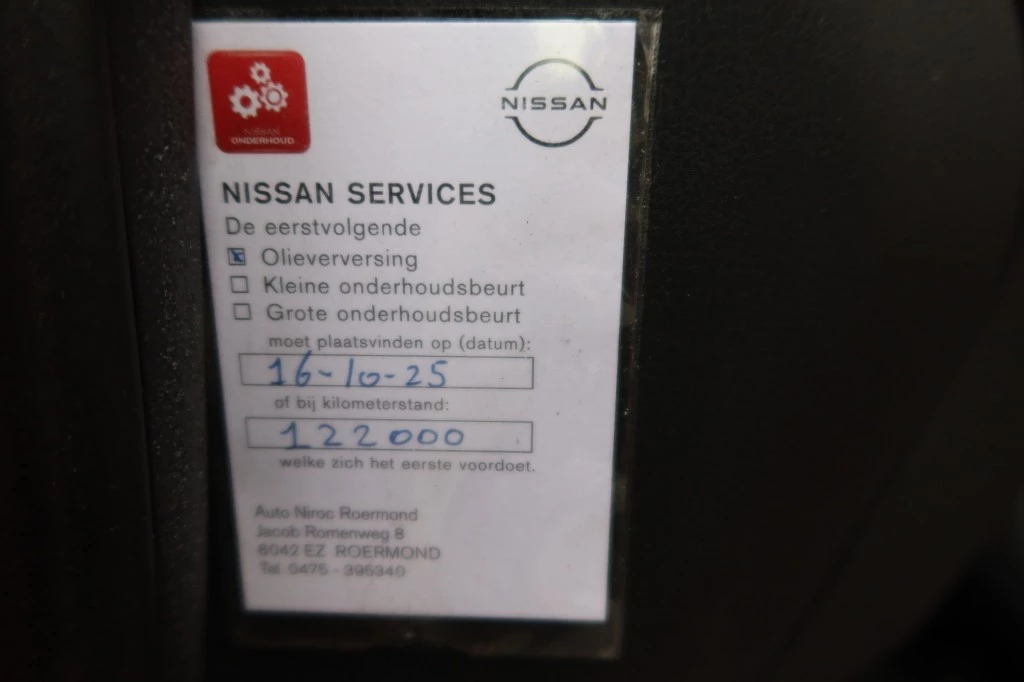 NISSAN
ONDERHOUD
NISSAN
NISSAN SERVICES
De eerstvolgende
Olieverversing
Kleine onderhoudsbeurt
Grote onderhoudsbeurt
moet plaatsvinden op (datum):
16-10-25
of bij kilometerstand:
122000
welke zich het eerste voordoet.
Auto Niroc Roermond
Jacob Romenweg 8
6042 EZ ROERMOND
Tel. 0475 - 395340